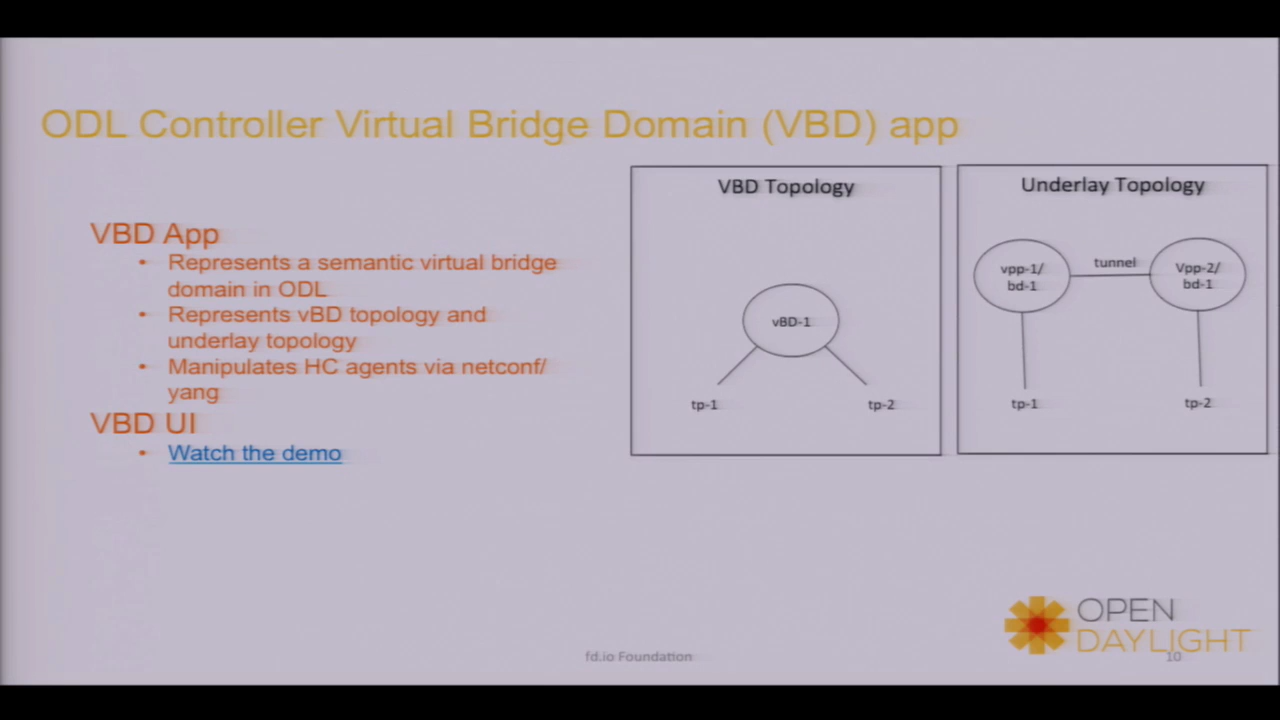 ODL Controller Virtual Bridge Domain (VBD) app
VBD App
• Represents a semantic virtual bridge
domain in ODL
• Represents vBD topology and
underlay topology
• Manipulates HC agents via netconf/
yang
VBD UI
• Watch the demo
VBD Topology
vBD-1
tp-1
tp-2
Underlay Topology
vpp-1/
bd-1
tunnel
Vpp-2/
bd-1
tp-1
tp-2
OPEN
DAYLIGHT
fd.io Foundation
10